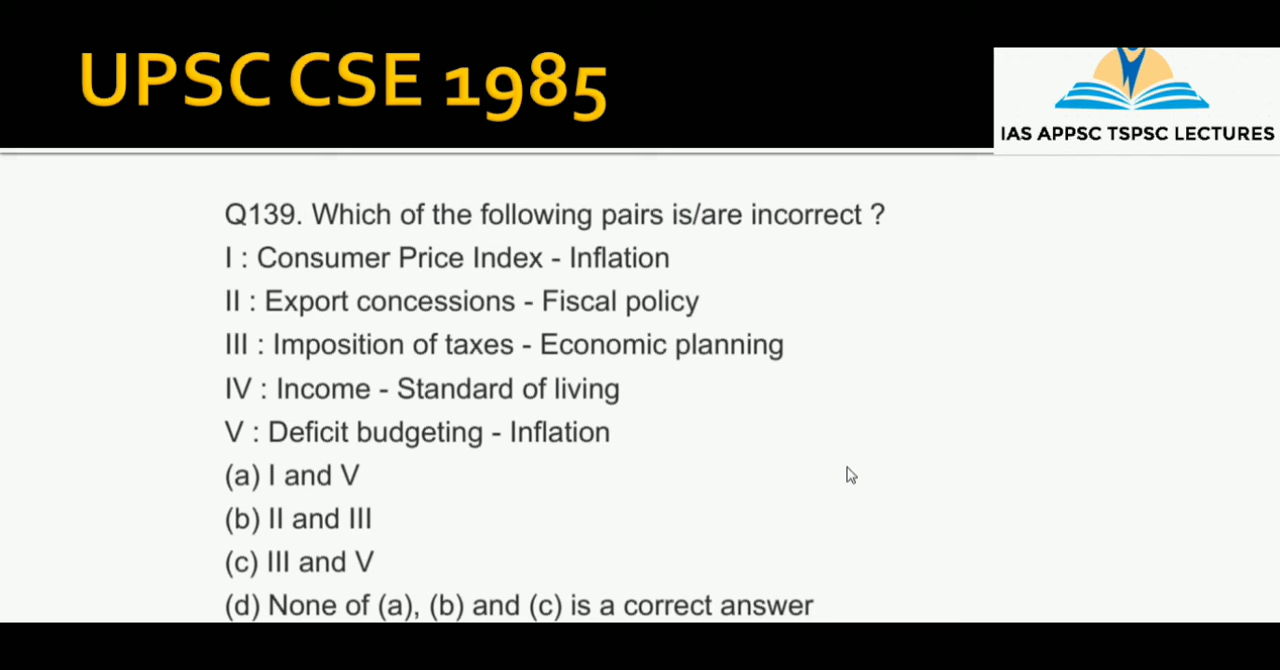 UPSC CSE 1985
IAS APPSC TSPSC LECTURES
Q139. Which of the following pairs is/are incorrect ?
I : Consumer Price Index - Inflation
II : Export concessions - Fiscal policy
III : Imposition of taxes - Economic planning
IV : Income - Standard of living
V : Deficit budgeting - Inflation
(a) I and V
(b) II and III
(c) III and V
(d) None of (a), (b) and (c) is a correct answer